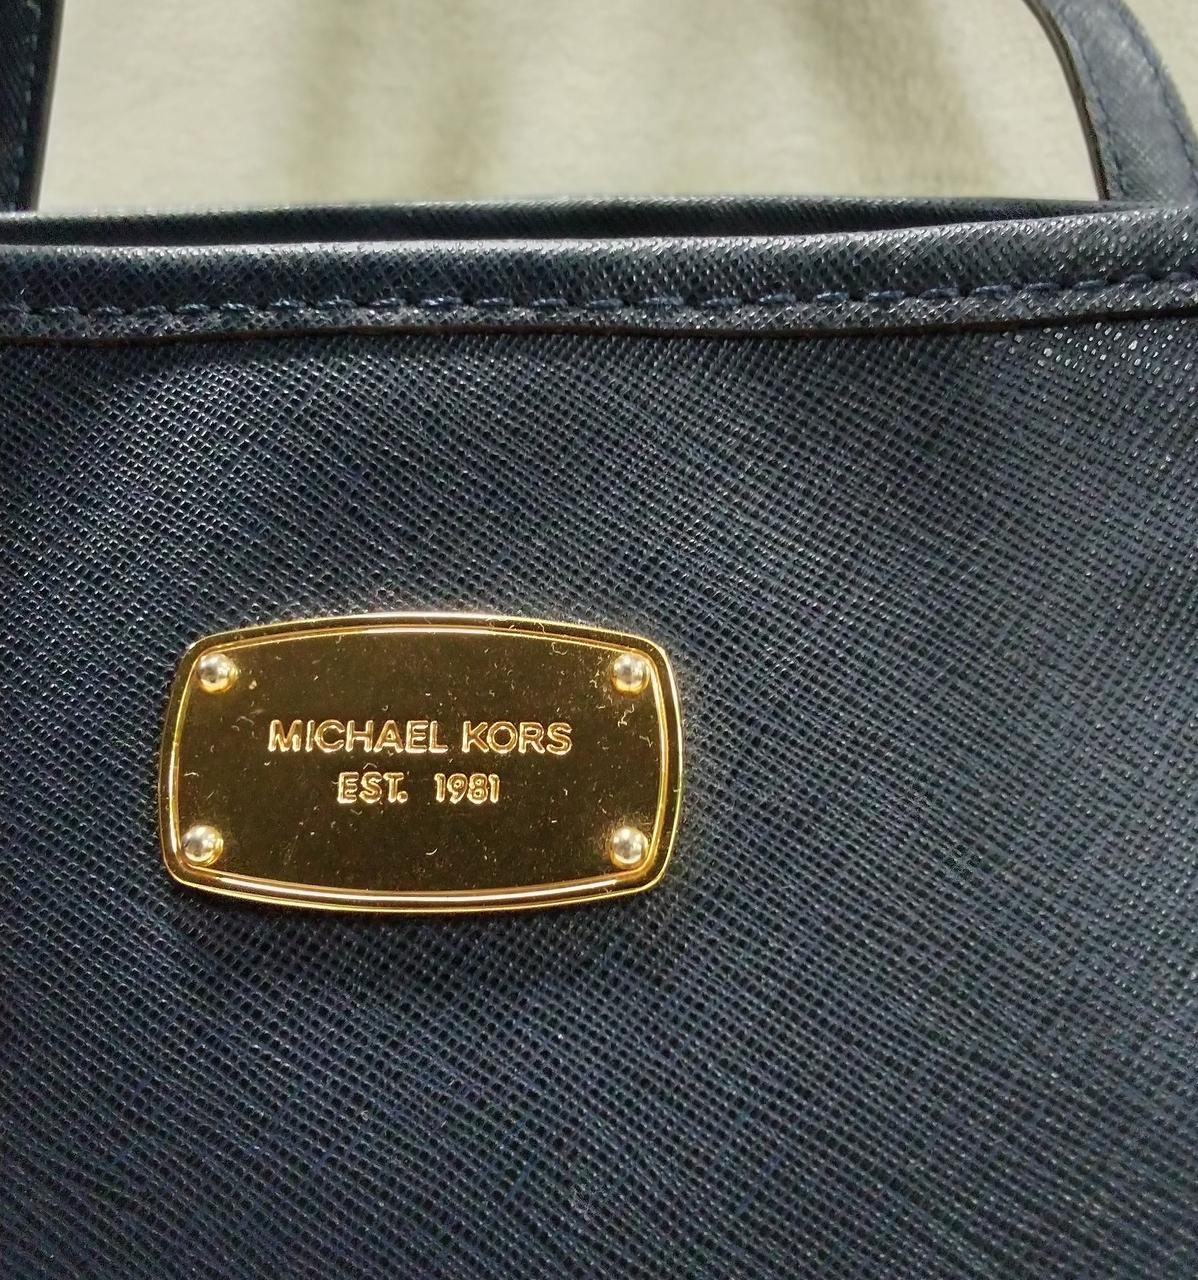 MICHAEL KORS
EST. 1981